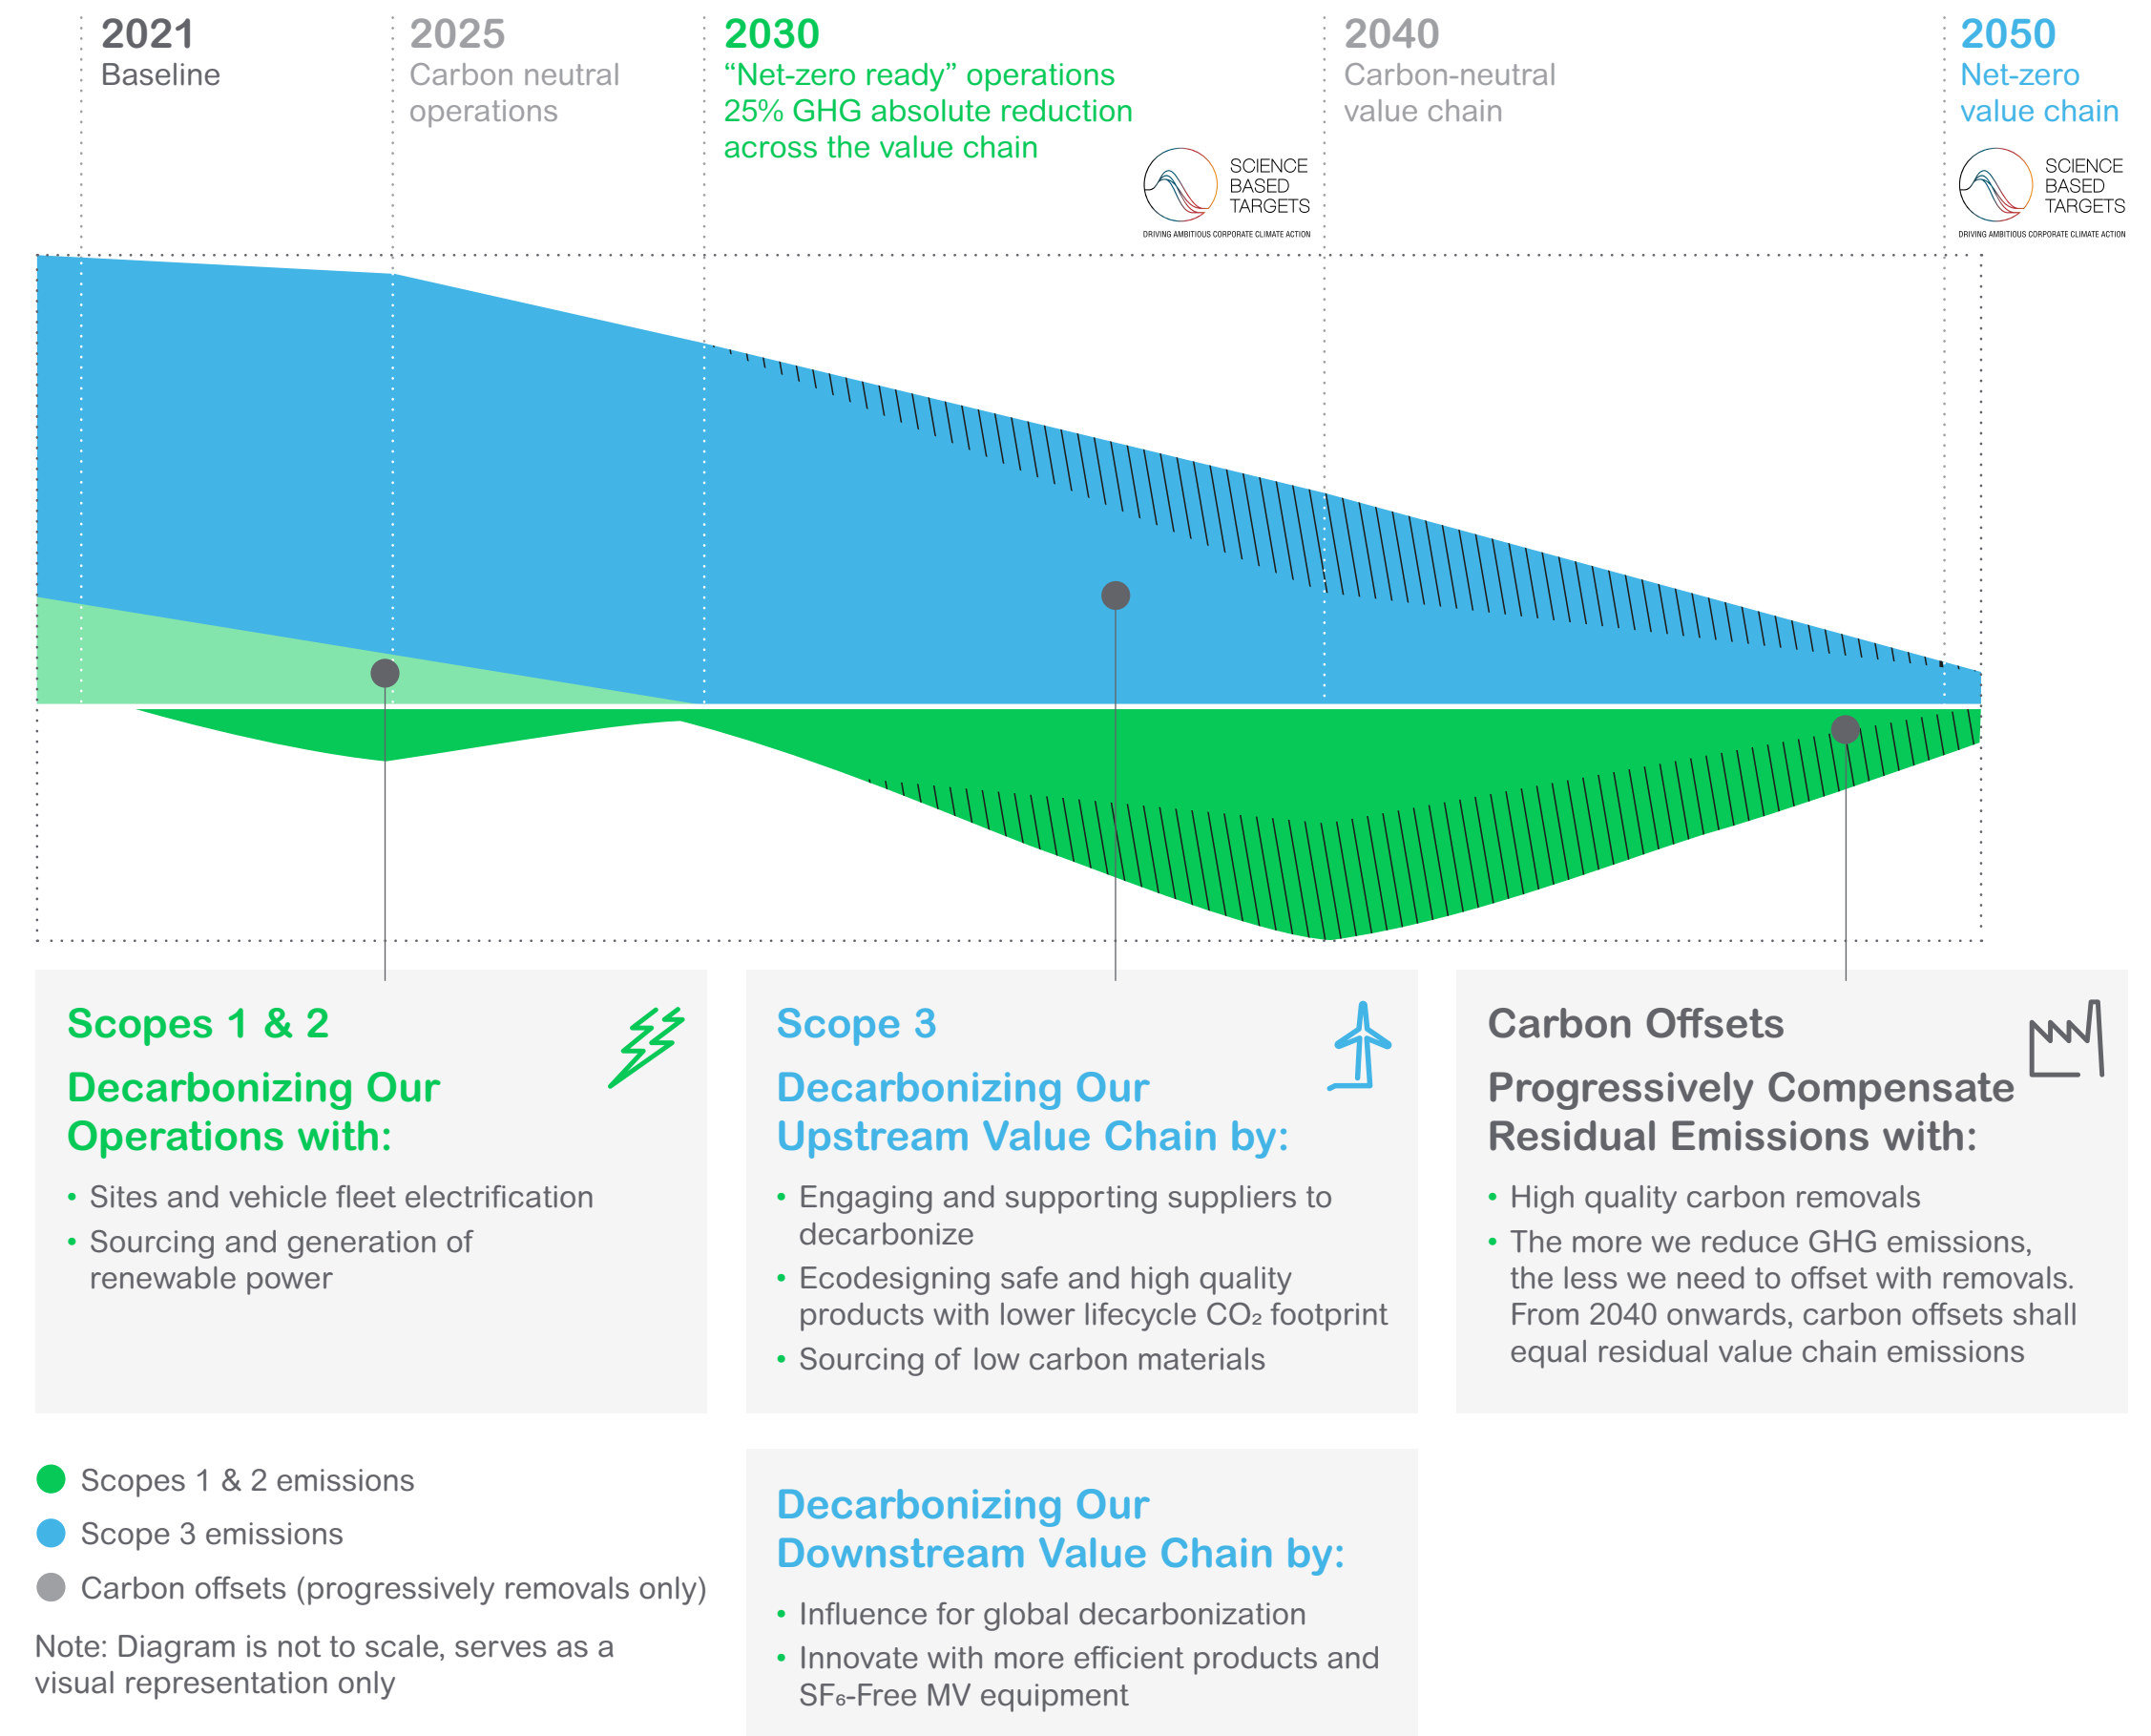 2021
Baseline
2025
Carbon neutral
operations
2030
“Net-zero ready” operations
25% GHG absolute reduction
across the value chain
SCIENCE
BASED
TARGETS
DRIVING AMBITIOUS CORPORATE CLIMATE ACTION
2040
Carbon-neutral
value chain
2050
Net-zero
value chain
SCIENCE
BASED
TARGETS
DRIVING AMBITIOUS CORPORATE CLIMATE ACTION
Scopes 1 & 2
Decarbonizing Our
Operations with:
• Sites and vehicle fleet electrification
• Sourcing and generation of
renewable power
Scope 3
Decarbonizing Our
Upstream Value Chain by:
• Engaging and supporting suppliers to
decarbonize
• Ecodesigning safe and high quality
products with lower lifecycle CO₂ footprint
• Sourcing of low carbon materials
Carbon Offsets
Progressively Compensate
Residual Emissions with:
• High quality carbon removals
• The more we reduce GHG emissions,
the less we need to offset with removals.
From 2040 onwards, carbon offsets shall
equal residual value chain emissions
Scopes 1 & 2 emissions
Scope 3 emissions
Carbon offsets (progressively removals only)
Note: Diagram is not to scale, serves as a
visual representation only
Decarbonizing Our
Downstream Value Chain by:
• Influence for global decarbonization
• Innovate with more efficient products and
SF₆-Free MV equipment